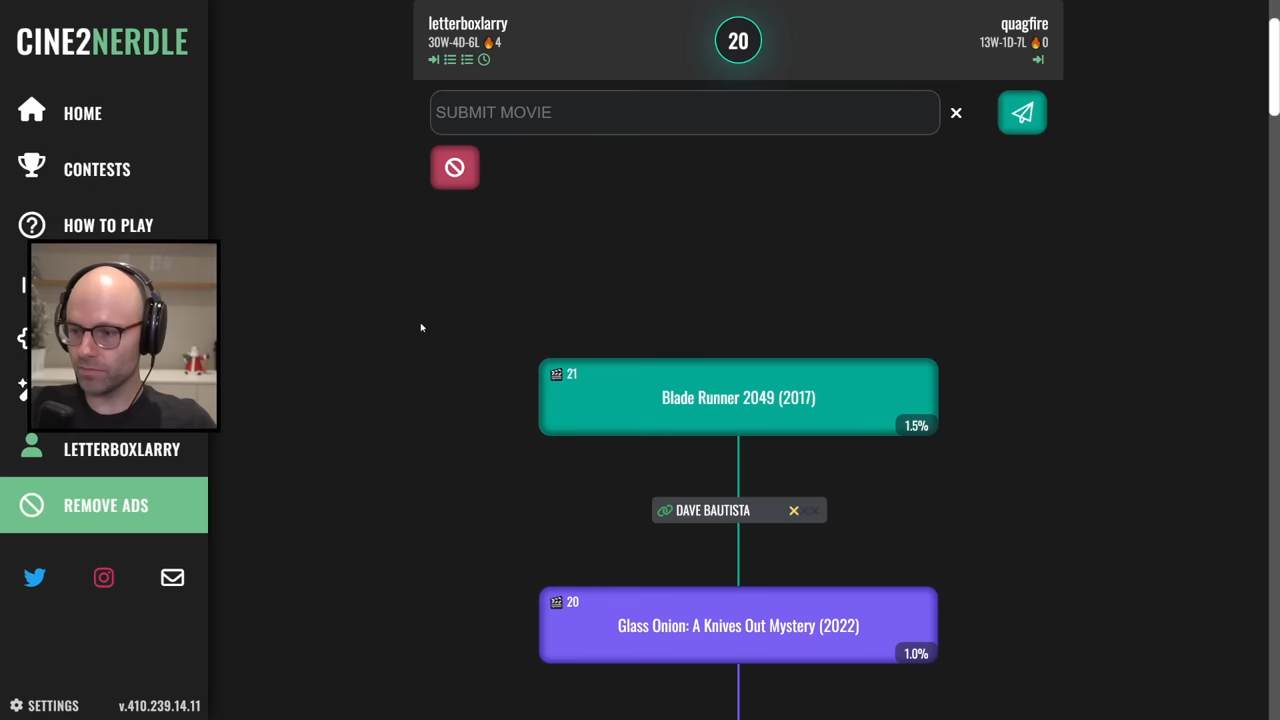 CINE2NERDLE
HOME
CONTESTS
HOW TO PLAY
LETTERBOXLARRY
REMOVE ADS
SETTINGS
v.410.239.14.11
letterboxlarry
30W-4D-6L 🔥4
20
quagfire
13W-1D-7L 🔥0
SUBMIT MOVIE
21
Blade Runner 2049 (2017)
1.5%
DAVE BAUTISTA
20
Glass Onion: A Knives Out Mystery (2022)
1.0%